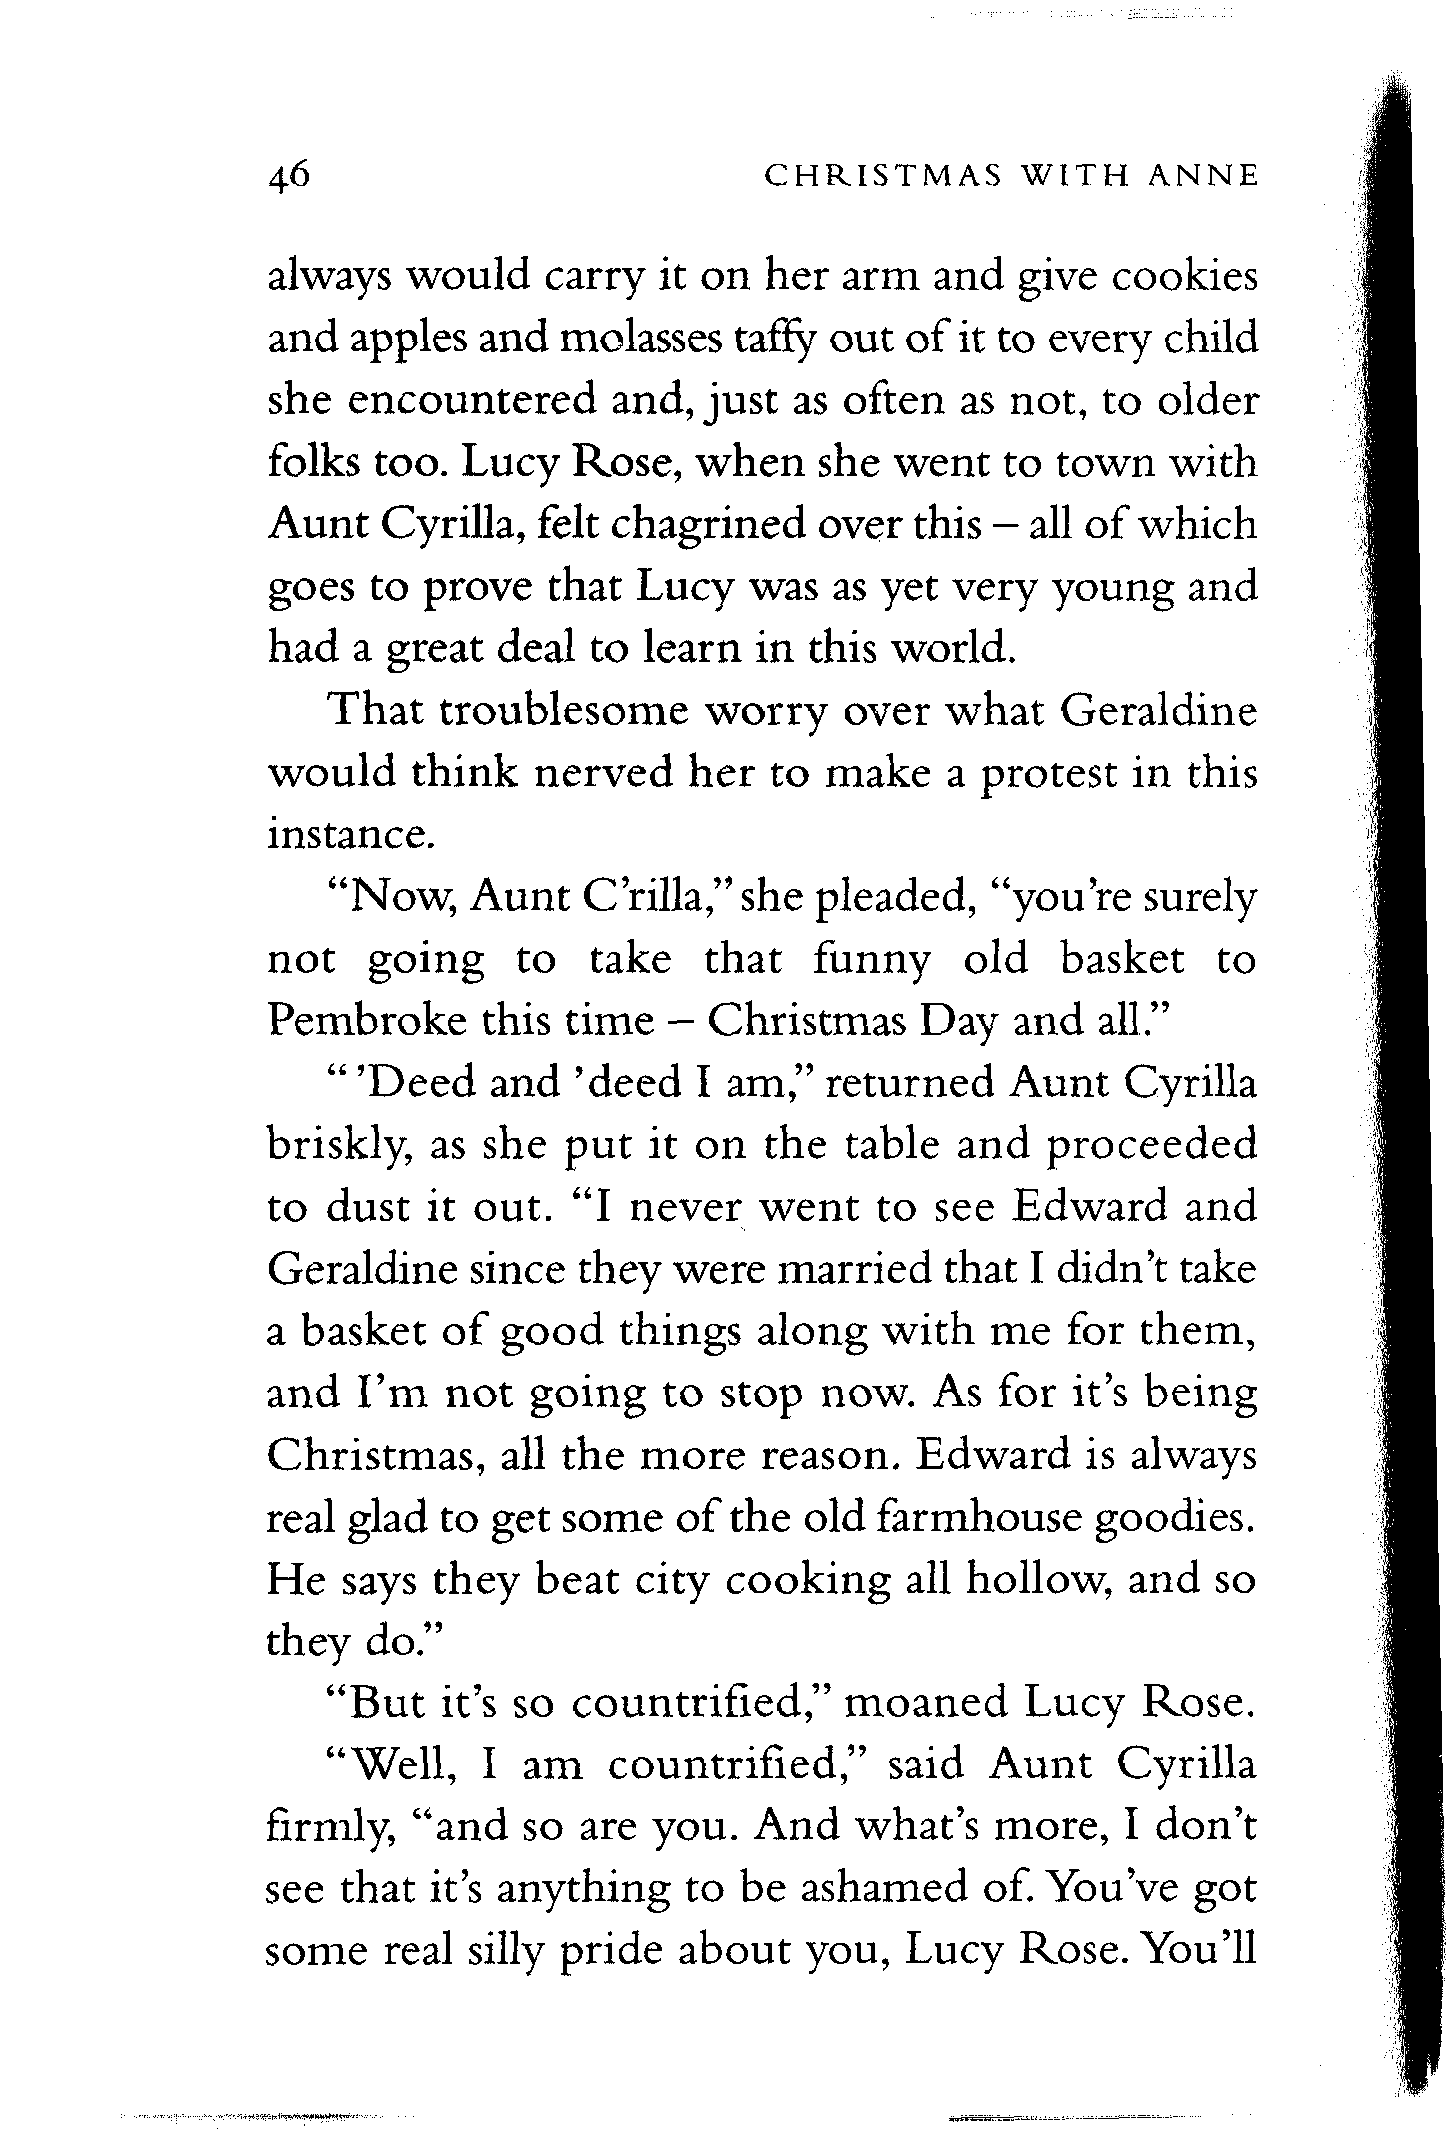 46 CHRISTMAS WITH ANNE
always would carry it on her arm and give cookies
and apples and molasses taffy out of it to every child
she encountered and, just as often as not, to older
folks too. Lucy Rose, when she went to town with
Aunt Cyrilla, felt chagrined over this – all of which
goes to prove that Lucy was as yet very young and
had a great deal to learn in this world.
That troublesome worry over what Geraldine
would think nerved her to make a protest in this
instance.
“Now, Aunt C’rilla,” she pleaded, “you’re surely
not going to take that funny old basket to
Pembroke this time – Christmas Day and all.”
“ ’Deed and ’deed I am,” returned Aunt Cyrilla
briskly, as she put it on the table and proceeded
to dust it out. “I never went to see Edward and
Geraldine since they were married that I didn’t take
a basket of good things along with me for them,
and I’m not going to stop now. As for it’s being
Christmas, all the more reason. Edward is always
real glad to get some of the old farmhouse goodies.
He says they beat city cooking all hollow, and so
they do.”
“But it’s so countrified,” moaned Lucy Rose.
“Well, I am countrified,” said Aunt Cyrilla
firmly, “and so are you. And what’s more, I don’t
see that it’s anything to be ashamed of. You’ve got
some real silly pride about you, Lucy Rose. You’ll